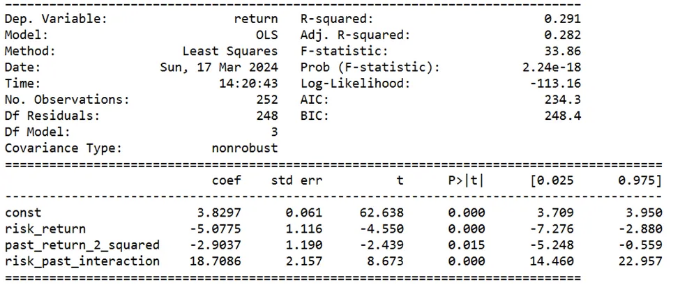 Dep. Variable: return R-squared: 0.291
Model: OLS Adj. R-squared: 0.282
Method: Least Squares F-statistic: 33.86
Date: Sun, 17 Mar 2024 Prob (F-statistic): 2.24e-18
Time: 14:20:43 Log-Likelihood: -113.16
No. Observations: 252 AIC: 234.3
Df Residuals: 248 BIC: 248.4
Df Model: 3
Covariance Type: nonrobust
coef std err t P>|t| [0.025 0.975]
const 3.8297 0.061 62.638 0.000 3.709 3.950
risk_return -5.0775 1.116 -4.550 0.000 -7.276 -2.880
past_return_2_squared -2.9037 1.190 -2.439 0.015 -5.248 -0.559
risk_past_interaction 18.7086 2.157 8.673 0.000 14.460 22.957